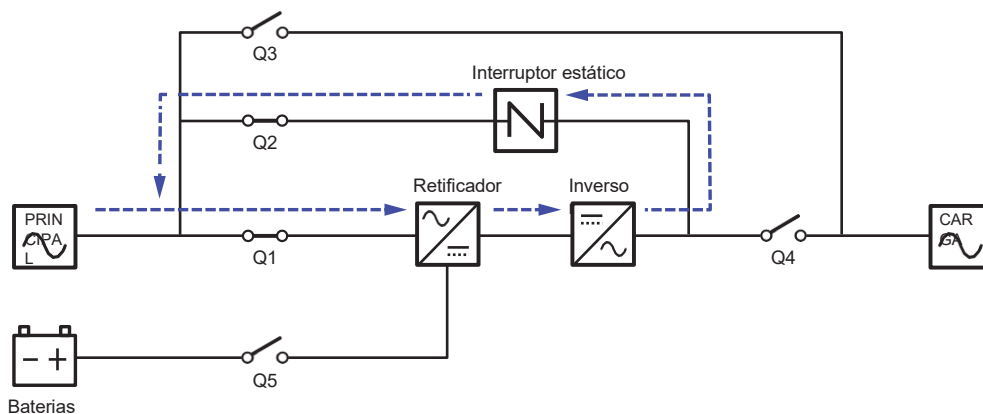 Q3
Interruptor estático
Q2
Retificador
Inverso
PRIN
CIPA
L
Q1
Q4
CAR
GA
Q5
Baterias